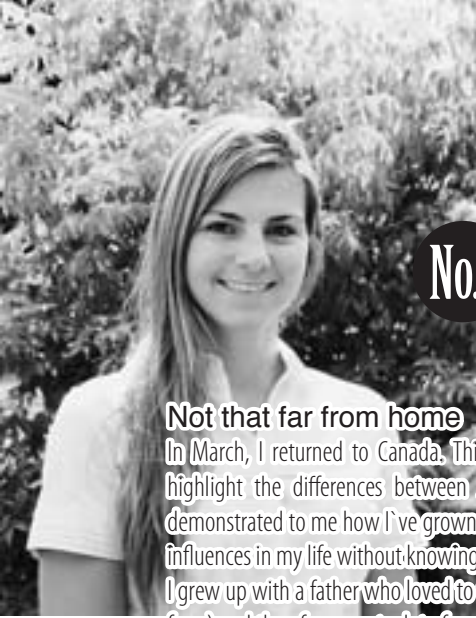 No.
Not that far from home
In March, I returned to Canada. Thi
highlight the differences between
demonstrated to me how I`ve grown
influences in my life without knowing
I grew up with a father who loved to